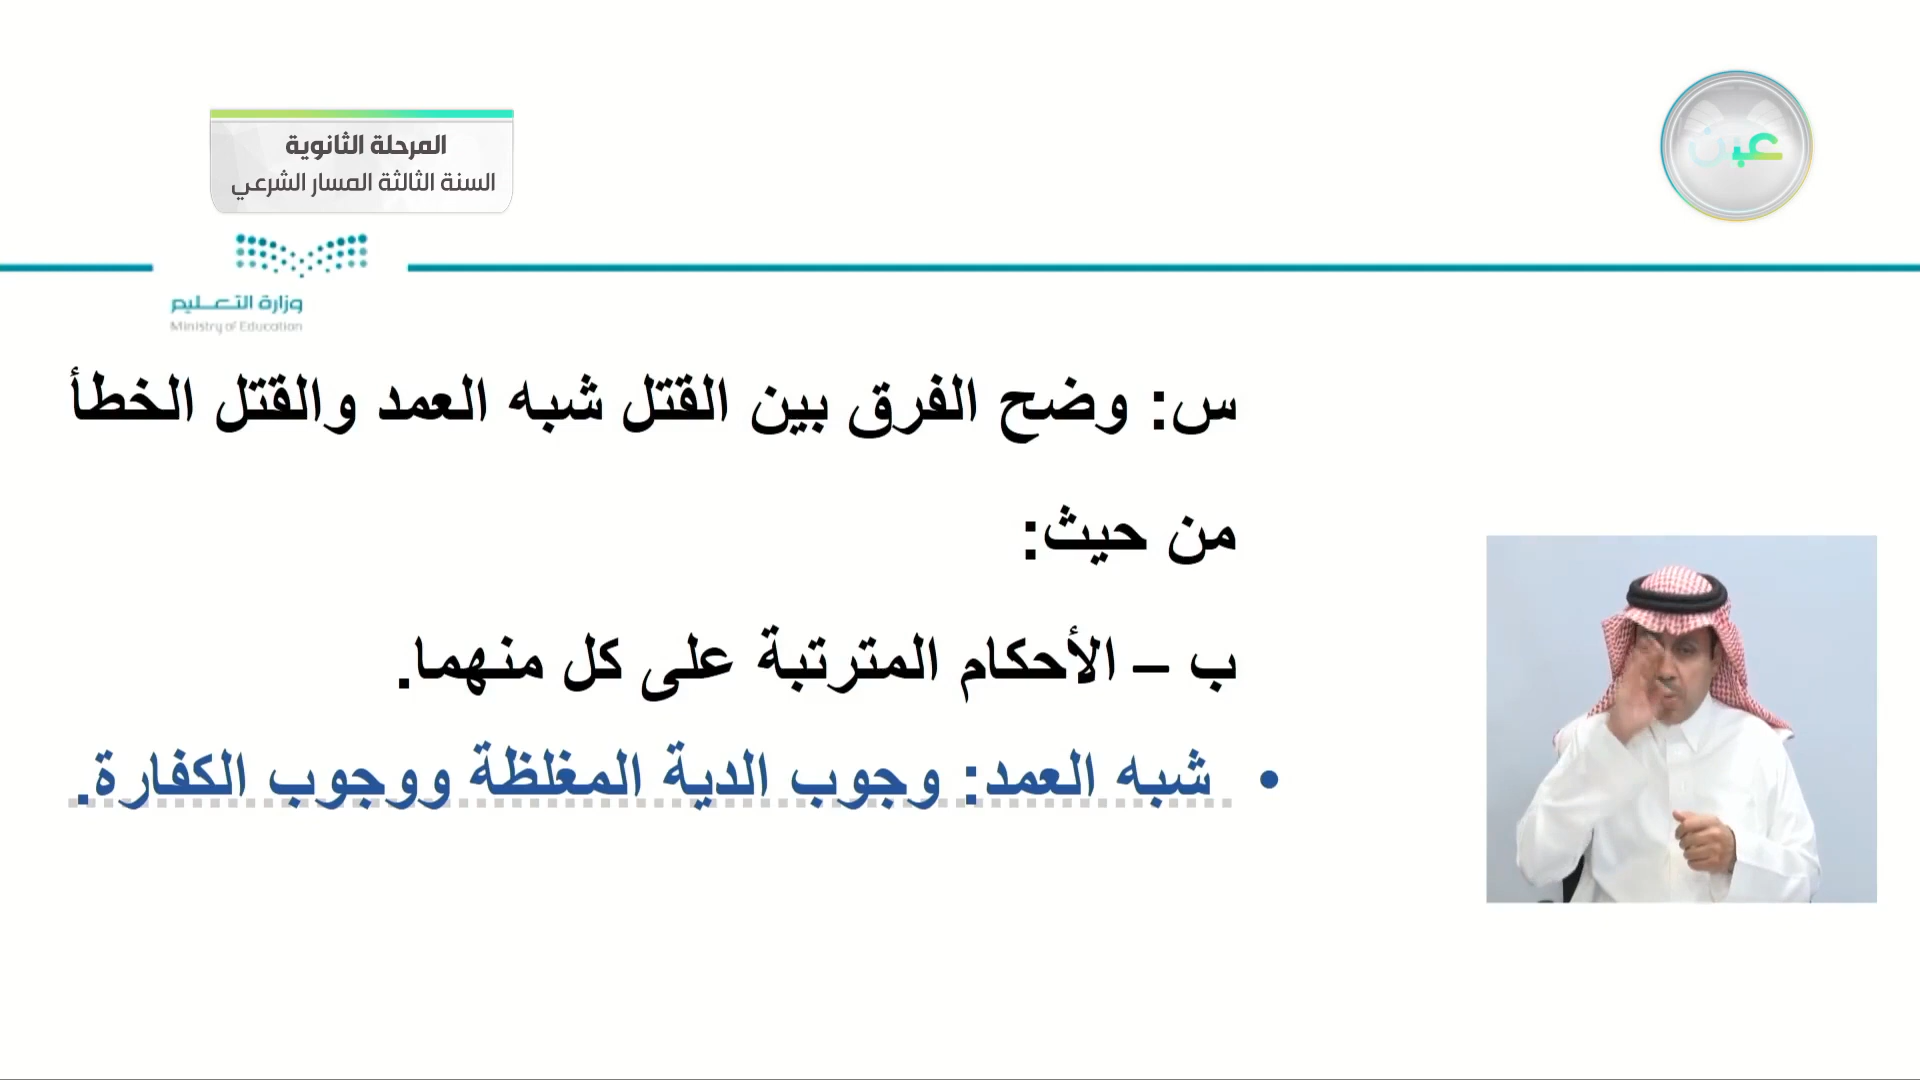 المرحلة الثانوية
السنة الثالثة المسار الشرعي
عين
وزارة التعـــليم
Ministry of Education
س: وضح الفرق بين القتل شبه العمد والقتل الخطأ
من حيث:
ب – الأحكام المترتبة على كل منهما.
• شبه العمد: وجوب الدية المغلظة ووجوب الكفارة.